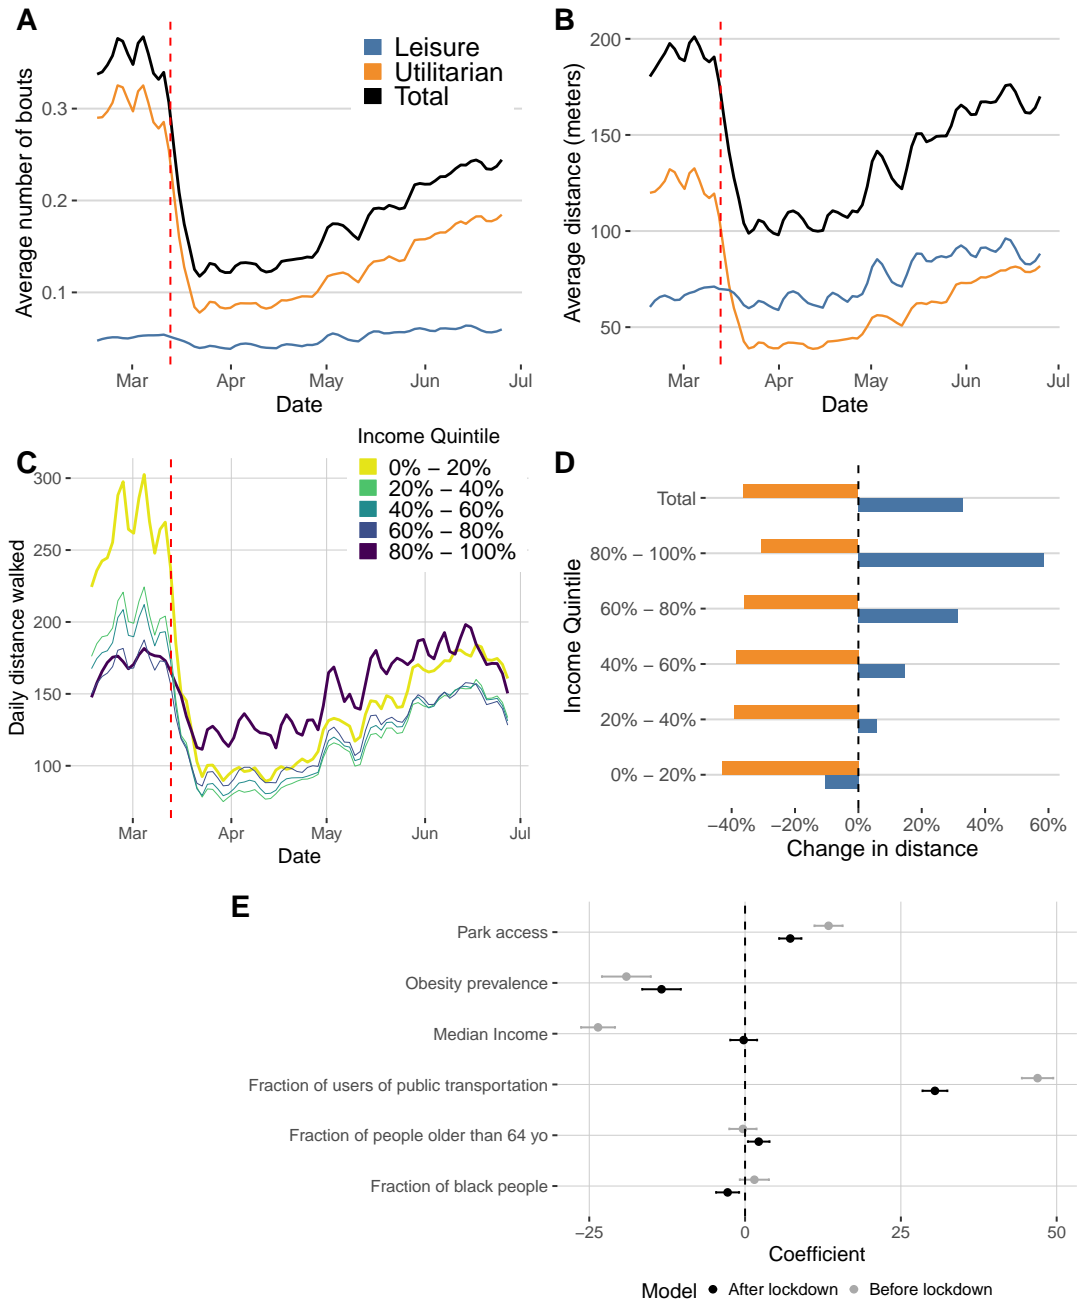 A
Average number of bouts
0.3
0.2
0.1
Leisure
Utilitarian
Total
Mar
Apr
May
Jun
Jul
Date
B
Average distance (meters)
200
150
100
50
Mar
Apr
May
Jun
Jul
Date
C
Income Quintile
0% − 20%
20% − 40%
40% − 60%
60% − 80%
80% − 100%
Daily distance walked
300
250
200
150
100
Mar
Apr
May
Jun
Jul
Date
D
Income Quintile
Total
80% − 100%
60% − 80%
40% − 60%
20% − 40%
0% − 20%
−40%
−20%
0%
20%
40%
60%
Change in distance
E
Park access
Obesity prevalence
Median Income
Fraction of users of public transportation
Fraction of people older than 64 yo
Fraction of black people
−25
0
25
50
Coefficient
Model After lockdown Before lockdown